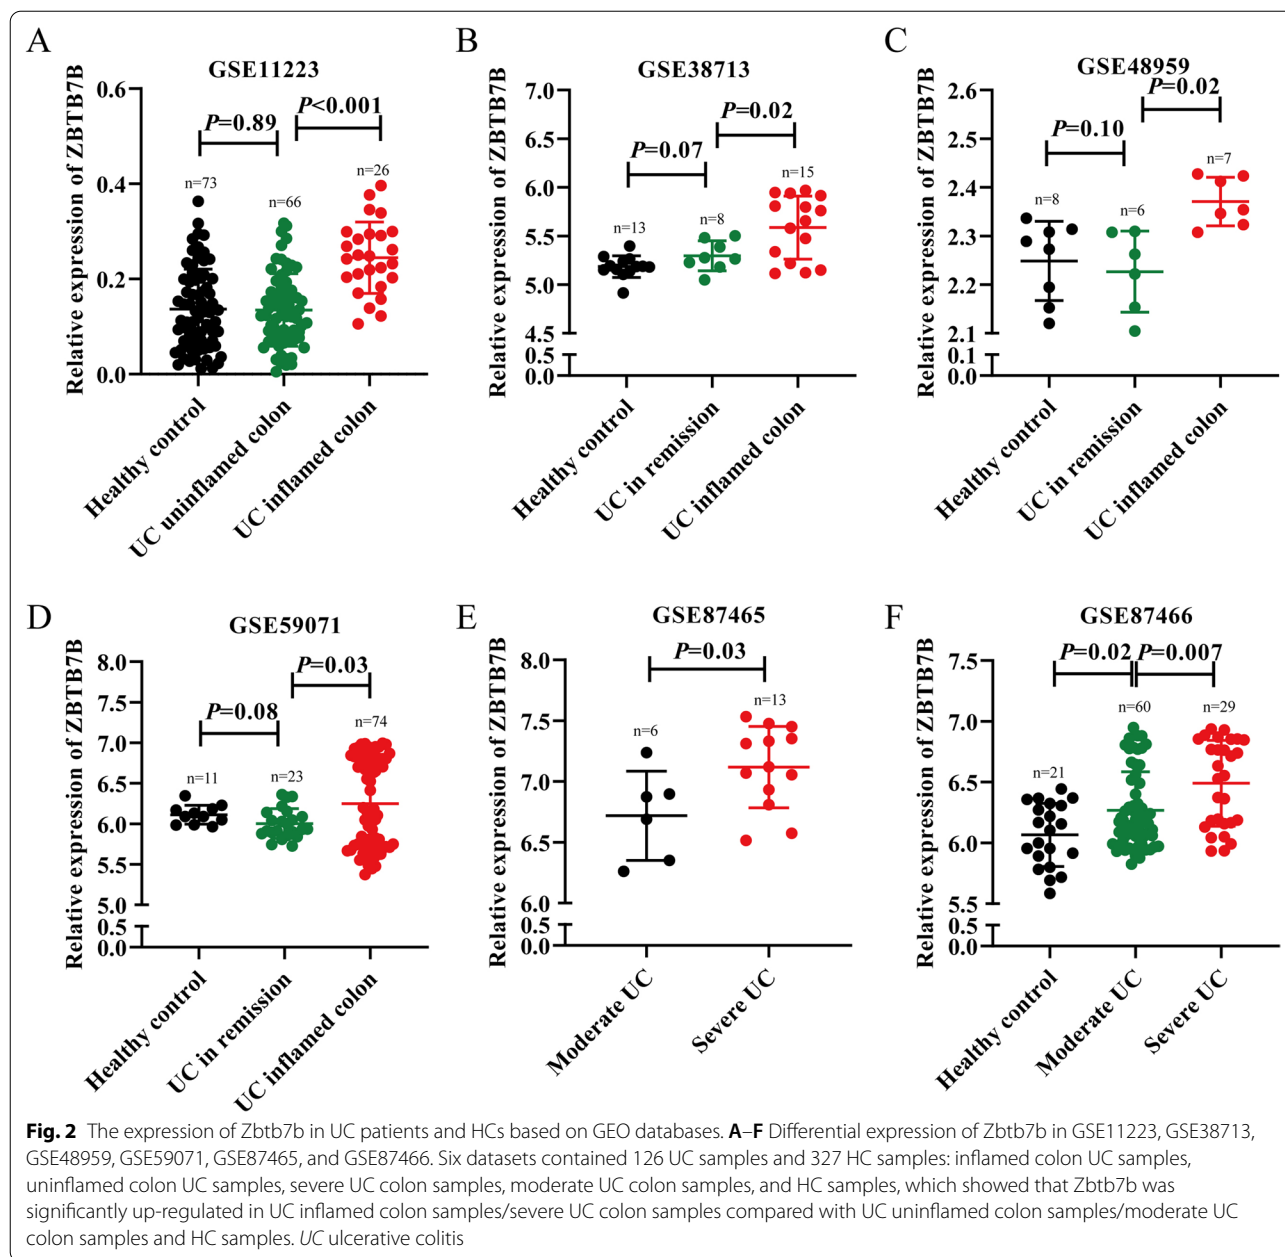 A
GSE11223
Relative expression of ZBTB7B
0.6
0.4
0.2
0.0
P=0.89
P<0.001
n=73
n=66
n=26
Healthy control
UC uninflamed colon
UC inflamed colon
B
GSE38713
Relative expression of ZBTB7B
7.0
6.5
6.0
5.5
5.0
4.5
0.5
0.0
P=0.07
P=0.02
n=13
n=8
n=15
Healthy control
UC in remission
UC inflamed colon
C
GSE48959
Relative expression of ZBTB7B
2.6
2.5
2.4
2.3
2.2
2.1
0.1
0.0
P=0.10
P=0.02
n=8
n=6
n=7
Healthy control
UC in remission
UC inflamed colon
D
GSE59071
Relative expression of ZBTB7B
8.0
7.5
7.0
6.5
6.0
5.5
5.0
0.5
0.0
P=0.08
P=0.03
n=11
n=23
n=74
Healthy control
UC in remission
UC inflamed colon
E
GSE87465
Relative expression of ZBTB7B
8.0
7.5
7.0
6.5
6.0
0.5
0.0
P=0.03
n=6
n=13
Moderate UC
Severe UC
F
GSE87466
Relative expression of ZBTB7B
7.5
7.0
6.5
6.0
5.5
0.5
0.0
P=0.02
P=0.007
n=21
n=60
n=29
Healthy control
Moderate UC
Severe UC
Fig. 2 The expression of Zbtb7b in UC patients and HCs based on GEO databases. A–F Differential expression of Zbtb7b in GSE11223, GSE38713,
GSE48959, GSE59071, GSE87465, and GSE87466. Six datasets contained 126 UC samples and 327 HC samples: inflamed colon UC samples,
uninflamed colon UC samples, severe UC colon samples, moderate UC colon samples, and HC samples, which showed that Zbtb7b was
significantly up-regulated in UC inflamed colon samples/severe UC colon samples compared with UC uninflamed colon samples/moderate UC
colon samples and HC samples. UC ulcerative colitis